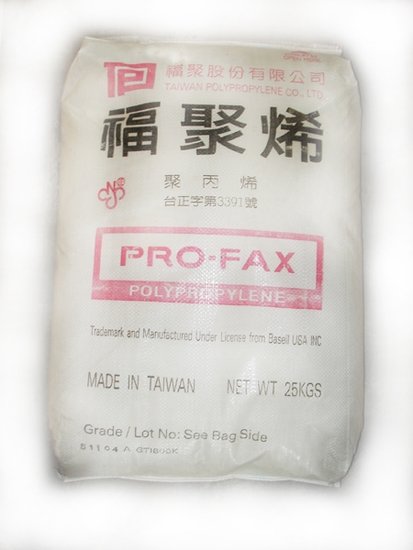 福聚股份有限公司
TAIWAN POLYPROPYLENE CO., LTD.
福聚烯
聚丙烯
台正字第3391號
PRO-FAX
POLYPROPYLENE
Trademark and Manufactured Under License from Basell USA INC
MADE IN TAIWAN NET WT 25KGS
Grade / Lot No: See Bag Side